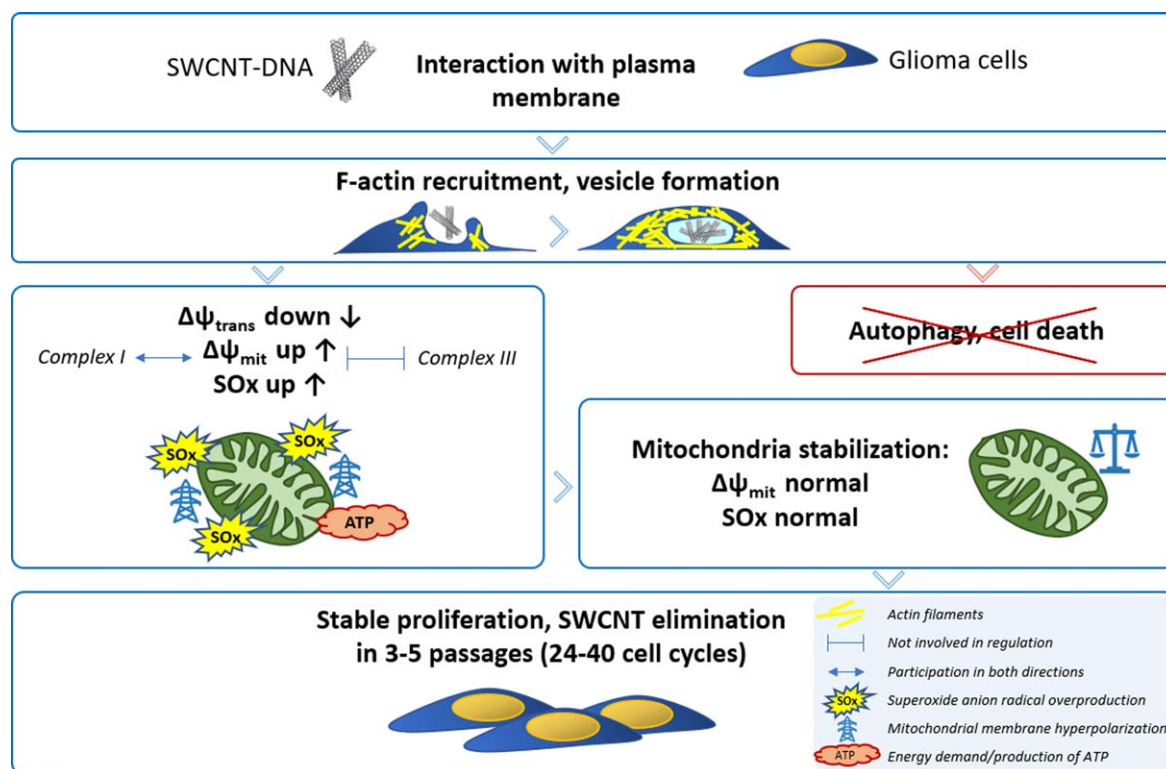 SWCNT-DNA
Interaction with plasma
membrane
Glioma cells
F-actin recruitment, vesicle formation
Δψtrans down ↓
Complex I
Δψmit up ↑
Complex III
SOx up ↑
SOx
SOx
SOx
ATP
Autophagy, cell death
Mitochondria stabilization:
Δψmit normal
SOx normal
Stable proliferation, SWCNT elimination
in 3-5 passages (24-40 cell cycles)
Actin filaments
Not involved in regulation
Participation in both directions
SOx
Superoxide anion radical overproduction
Mitochondrial membrane hyperpolarization
ATP
Energy demand/production of ATP